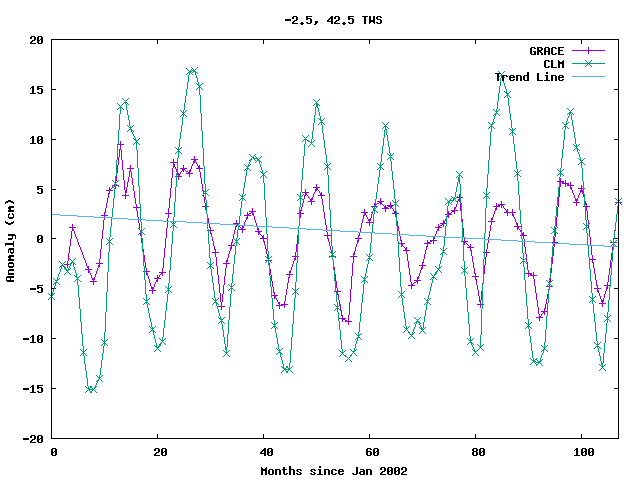 -2.5, 42.5 TWS
GRACE
CLM
Trend Line
20
15
10
5
0
-5
-10
-15
-20
Anomaly (cm)
0 20 40 60 80 100
Months since Jan 2002